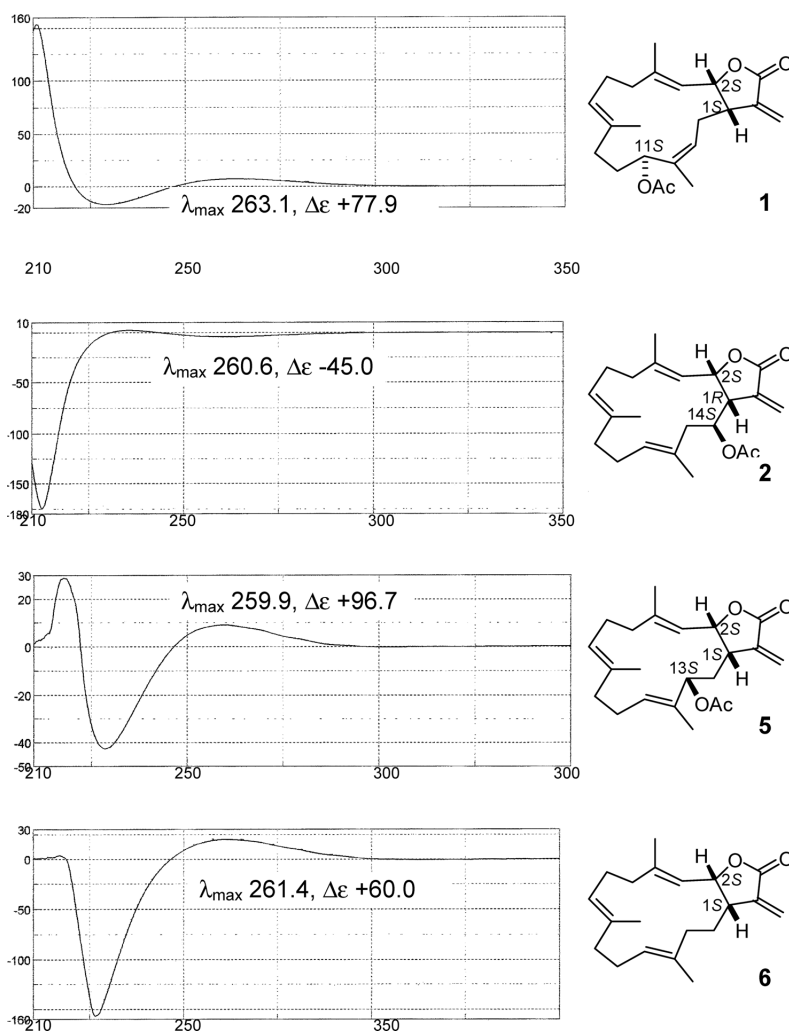 160
100
50
0
-20
λmax 263.1, Δε +77.9
210 250 300 350
H
O
O
2S
1S
H
11S
OAc
1
10
-50
-100
-150
-180
λmax 260.6, Δε -45.0
210 250 300 350
H
O
O
2S
1R
14S
H
OAc
2
30
20
0
-20
-40
-50
λmax 259.9, Δε +96.7
210 250 300
H
O
O
2S
1S
13S
H
OAc
5
30
0
-50
-100
-160
λmax 261.4, Δε +60.0
210 250 350
H
O
O
2S
1S
H
6